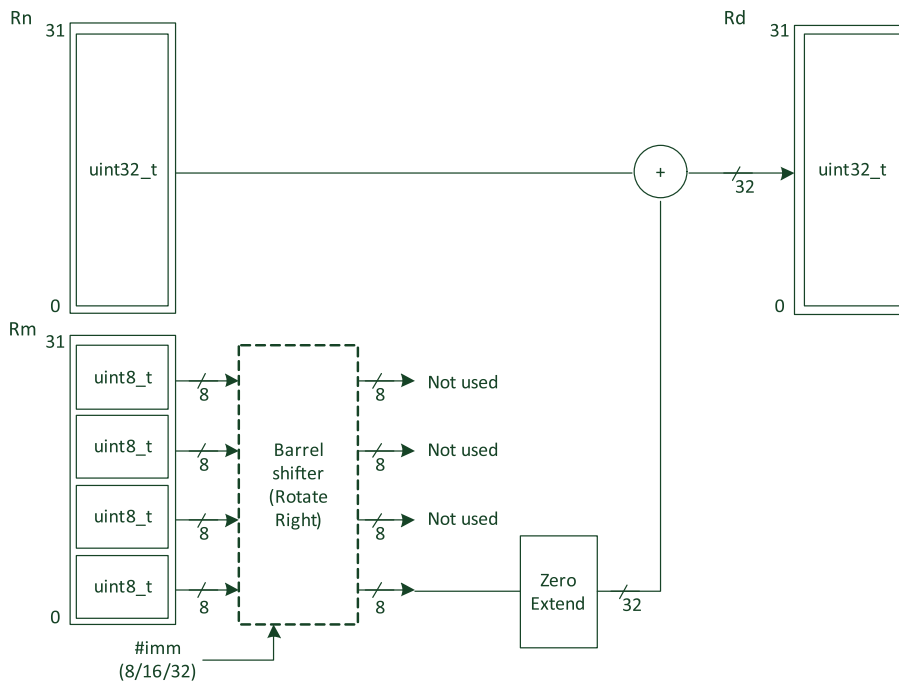 Rn
Rd
31
31
uint32_t
+
32
uint32_t
0
0
Rm
31
uint8_t
8
8
Not used
uint8_t
8
8
Not used
Barrel
shifter
(Rotate
Right)
uint8_t
8
8
Not used
uint8_t
8
8
Zero
Extend
32
0
#imm
(8/16/32)